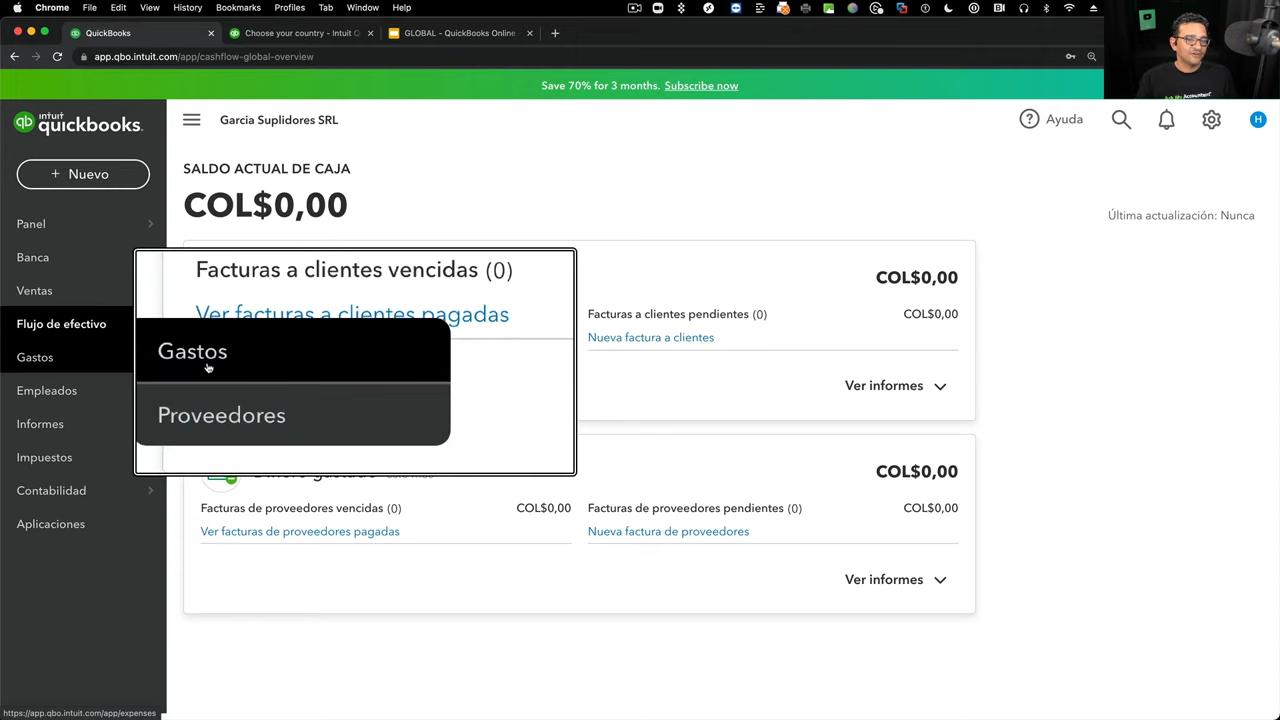 Chrome File Edit View History Bookmarks Profiles Tab Window Help
QuickBooks
Choose your country - Intuit Q
GLOBAL - QuickBooks Online -
app.qbo.intuit.com/app/cashflow-global-overview
Save 70% for 3 months. Subscribe now
intuit
quickbooks.
Garcia Suplidores SRL
Ayuda
H
+ Nuevo
SALDO ACTUAL DE CAJA
COL$0,00
Última actualización: Nunca
Panel
Banca
Ventas
Flujo de efectivo
Gastos
Empleados
Informes
Impuestos
Contabilidad
Aplicaciones
Facturas a clientes vencidas (0)
Ver facturas a clientes pagadas
Gastos
Proveedores
COL$0,00
Facturas a clientes pendientes (0) COL$0,00
Nueva factura a clientes
Ver informes
COL$0,00
Facturas de proveedores vencidas (0) COL$0,00
Ver facturas de proveedores pagadas
Facturas de proveedores pendientes (0) COL$0,00
Nueva factura de proveedores
Ver informes
https://app.qbo.intuit.com/app/expenses